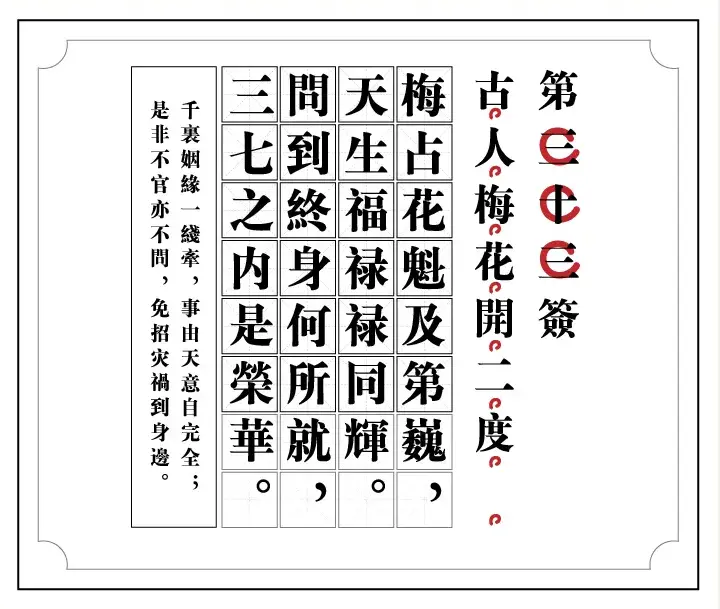 第三十三簽
古人梅花開二度
梅占花魁及第巍，
天生福禄禄同輝。
問到終身何所就，
三七之内是榮華。
千裏姻緣一綫牽，事由天意自完全；
是非不官亦不問，免招灾禍到身邊。